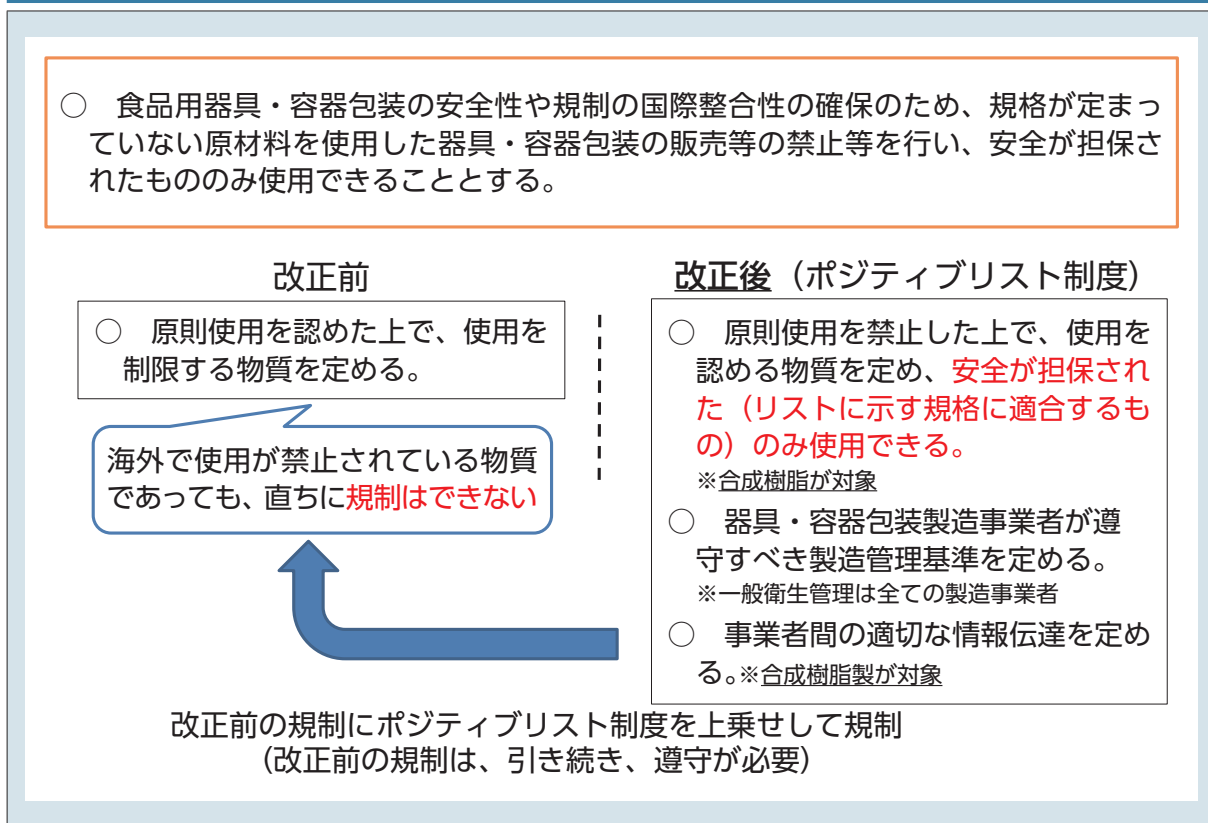 ○　食品用器具・容器包装の安全性や規制の国際整合性の確保のため、規格が定まっ
ていない原材料を使用した器具・容器包装の販売等の禁止等を行い、安全が担保さ
れたもののみ使用できることとする。
改正前
○　原則使用を認めた上で、使用を
制限する物質を定める。
海外で使用が禁止されている物質
であっても、直ちに規制はできない
改正後（ポジティブリスト制度）
○　原則使用を禁止した上で、使用を
認める物質を定め、安全が担保され
た（リストに示す規格に適合するも
の）のみ使用できる。
※合成樹脂が対象
○　器具・容器包装製造事業者が遵
守すべき製造管理基準を定める。
※一般衛生管理は全ての製造事業者
○　事業者間の適切な情報伝達を定め
る。※合成樹脂製が対象
改正前の規制にポジティブリスト制度を上乗せして規制
（改正前の規制は、引き続き、遵守が必要）